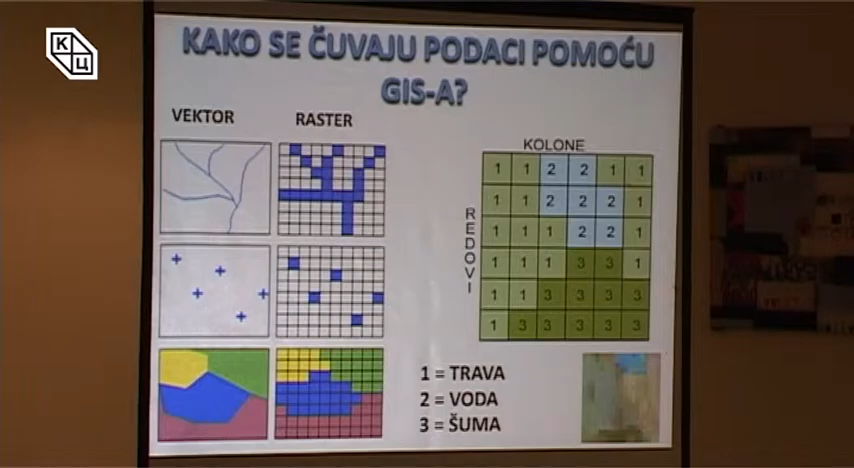 К
Ц
KAKO SE ČUVAJU PODACI POMOĆU
GIS-A?
VEKTOR
RASTER
KOLONE
REDOVI
1 1 2 2 1 1
1 1 2 2 2 1
1 1 1 2 2 1
1 1 1 3 3 1
1 1 3 3 3 3
1 3 3 3 3 3
1 = TRAVA
2 = VODA
3 = ŠUMA